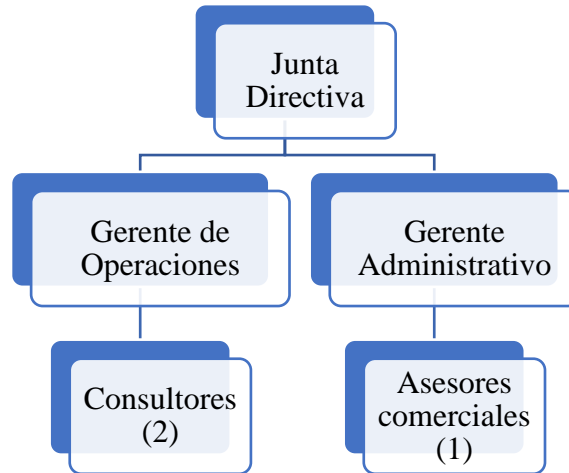 Junta
Directiva
Gerente de
Operaciones
Gerente
Administrativo
Consultores
(2)
Asesores
comerciales
(1)